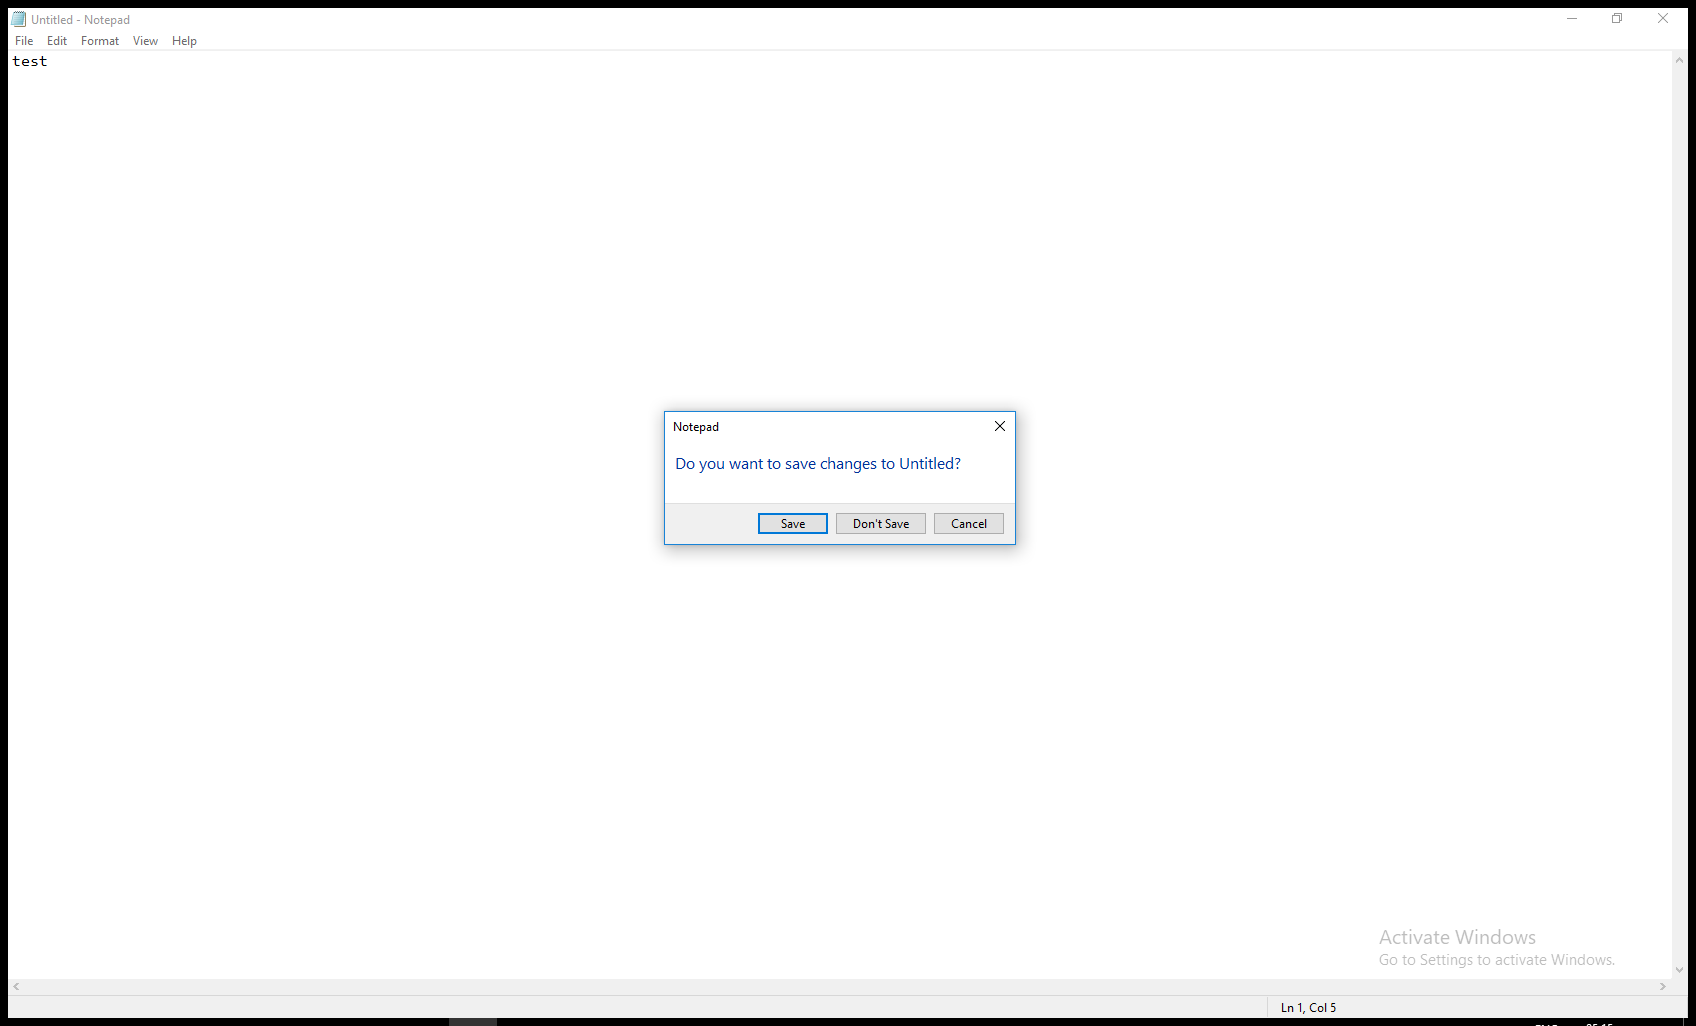 Untitled - Notepad
File Edit Format View Help
test
Notepad
Do you want to save changes to Untitled?
Save Don't Save Cancel
Activate Windows
Go to Settings to activate Windows.
Ln 1, Col 5